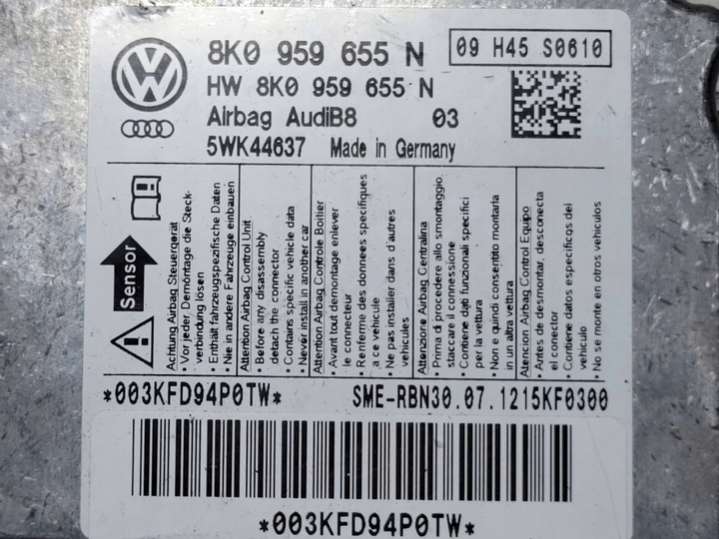 8K0 959 655 N
09 H45 S0610
HW 8K0 959 655 N
Airbag AudiB8 03
5WK44637 Made in Germany
Sensor
Achtung Airbag Steuergerät
• Vor jeder Demontage die Steck-
verbindung lösen
• Enthält fahrzeugspezifische Daten
• Nie in andere Fahrzeuge einbauen
Attention Airbag Control Unit
• Before any disassembly
detach the connector
• Contains specific vehicle data
• Never install in another car
Attention Airbag Controle Boîtier
• Avant tout demontage enlever
le connecteur
• Renferme des donnees specifiques
a ce vehicule
• Ne pas installer dans d'autres
vehicules
Attenzione Airbag Centralina
• Prima di procedere allo smontaggio.
staccare il connessione
• Contiene dati funzionali specifici
per la vettura
• Non e quindi consentito montarla
in un altra vettura
Atencion Airbag Control Equipo
• Antes de desmontar, desconecta
el conector
• Contiene datos especificos del
vehiculo
• No se monte en otros vehiculos
*003KFD94P0TW*
SME-RBN30.07.1215KF0300
*003KFD94P0TW*